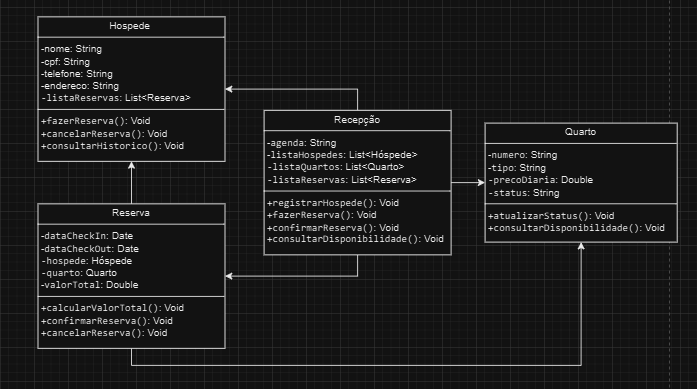 Hospede
-nome: String
-cpf: String
-telefone: String
-endereco: String
-listaReservas: List<Reserva>
+fazerReserva(): Void
+cancelarReserva(): Void
+consultarHistorico(): Void
Recepção
-agenda: String
-listaHospedes: List<Hóspede>
-listaQuartos: List<Quarto>
-listaReservas: List<Reserva>
+registrarHospede(): Void
+fazerReserva(): Void
+confirmarReserva(): Void
+consultarDisponibilidade(): Void
Quarto
-numero: String
-tipo: String
-precoDiaria: Double
-status: String
+atualizarStatus(): Void
+consultarDisponibilidade(): Void
Reserva
-dataCheckIn: Date
-dataCheckOut: Date
-hospede: Hóspede
-quarto: Quarto
-valorTotal: Double
+calcularValorTotal(): Void
+confirmarReserva(): Void
+cancelarReserva(): Void